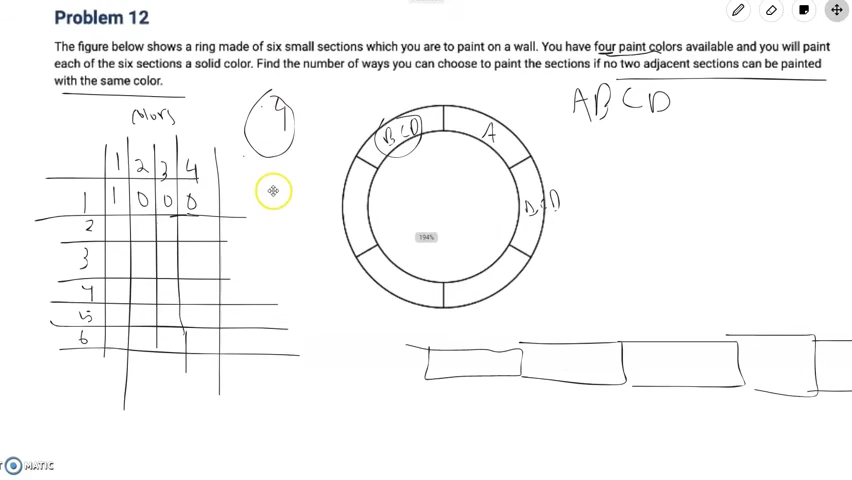 Problem 12
The figure below shows a ring made of six small sections which you are to paint on a wall. You have four paint colors available and you will paint
each of the six sections a solid color. Find the number of ways you can choose to paint the sections if no two adjacent sections can be painted
with the same color.
colors
4
A B C D
B C D
A
B C D
1 2 3 4
1 1 0 0 0
2
3
4
5
6
194%
MATIC